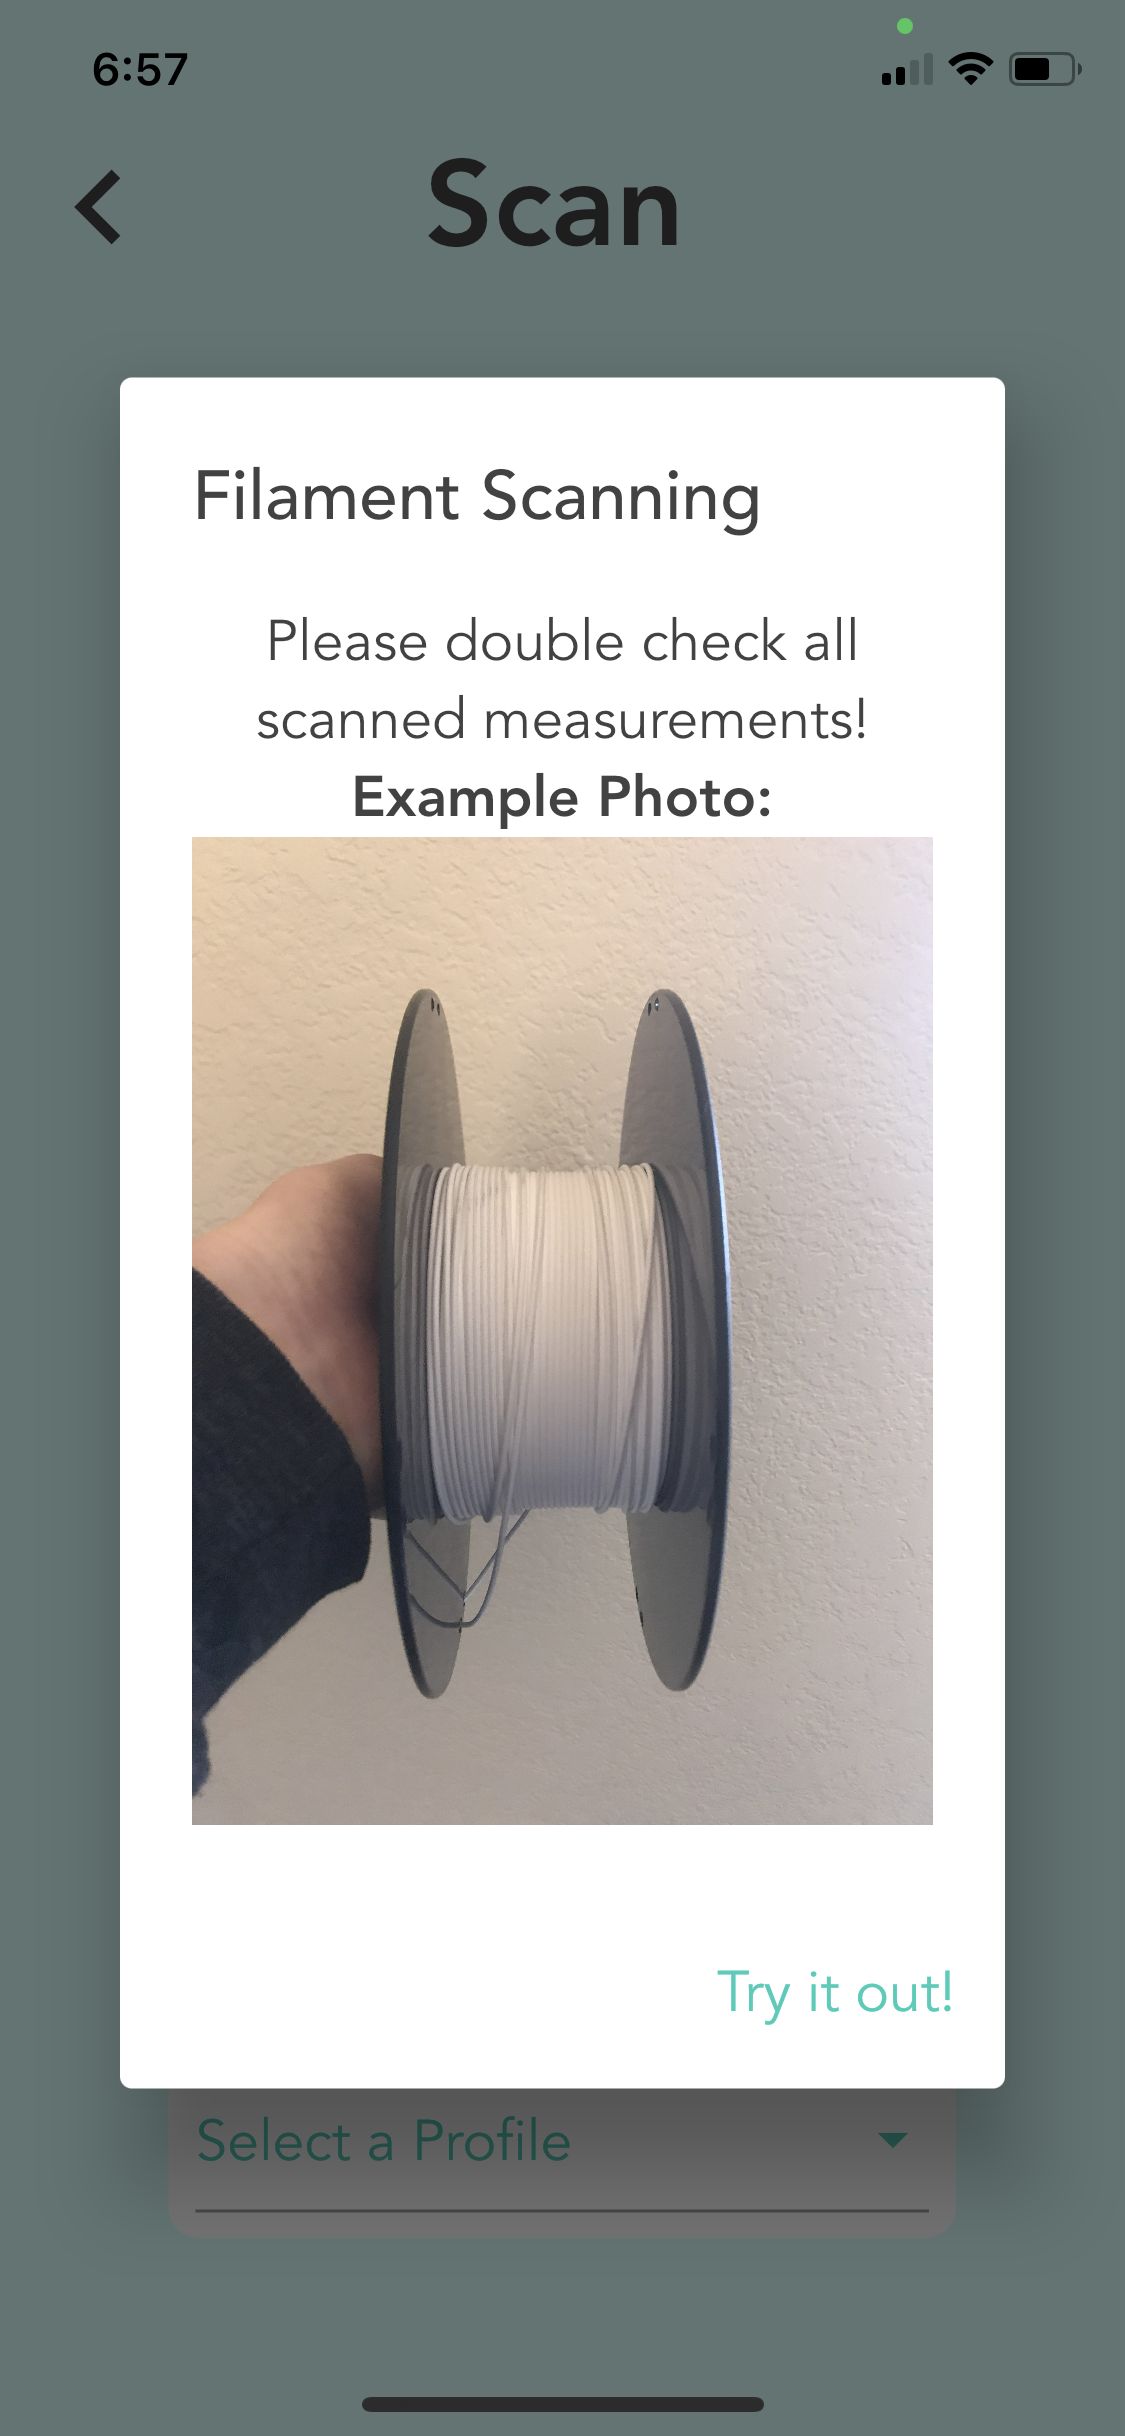 6:57
Scan
Filament Scanning
Please double check all
scanned measurements!
Example Photo:
Try it out!
Select a Profile